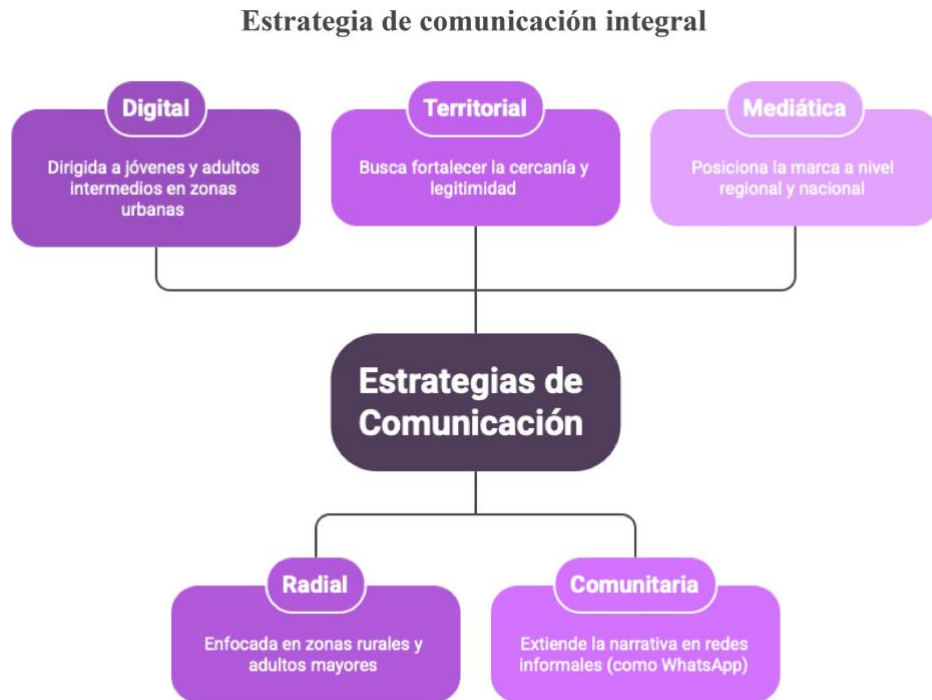 Estrategia de comunicación integral
Digital
Dirigida a jóvenes y adultos
intermedios en zonas
urbanas
Territorial
Busca fortalecer la cercanía y
legitimidad
Mediática
Posiciona la marca a nivel
regional y nacional
Estrategias de
Comunicación
Radial
Enfocada en zonas rurales y
adultos mayores
Comunitaria
Extiende la narrativa en redes
informales (como WhatsApp)